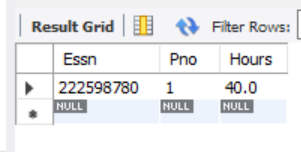 Result Grid Filter Rows:
Essn Pno Hours
222598780 1 40.0
NULL NULL NULL